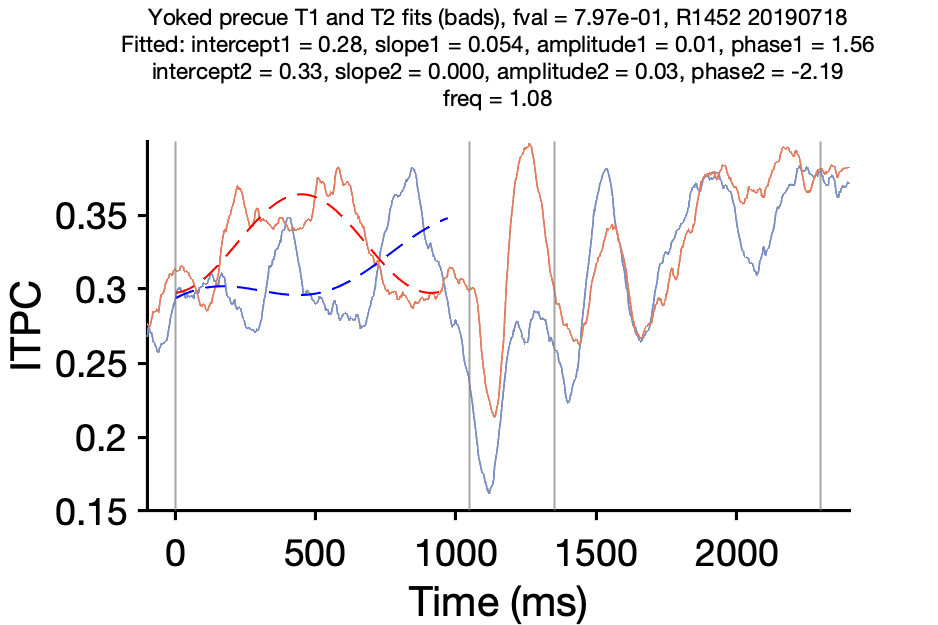 Yoked precue T1 and T2 fits (bads), fval = 7.97e-01, R1452 20190718
Fitted: intercept1 = 0.28, slope1 = 0.054, amplitude1 = 0.01, phase1 = 1.56
intercept2 = 0.33, slope2 = 0.000, amplitude2 = 0.03, phase2 = -2.19
freq = 1.08
ITPC
0.35
0.3
0.25
0.2
0.15
0 500 1000 1500 2000
Time (ms)